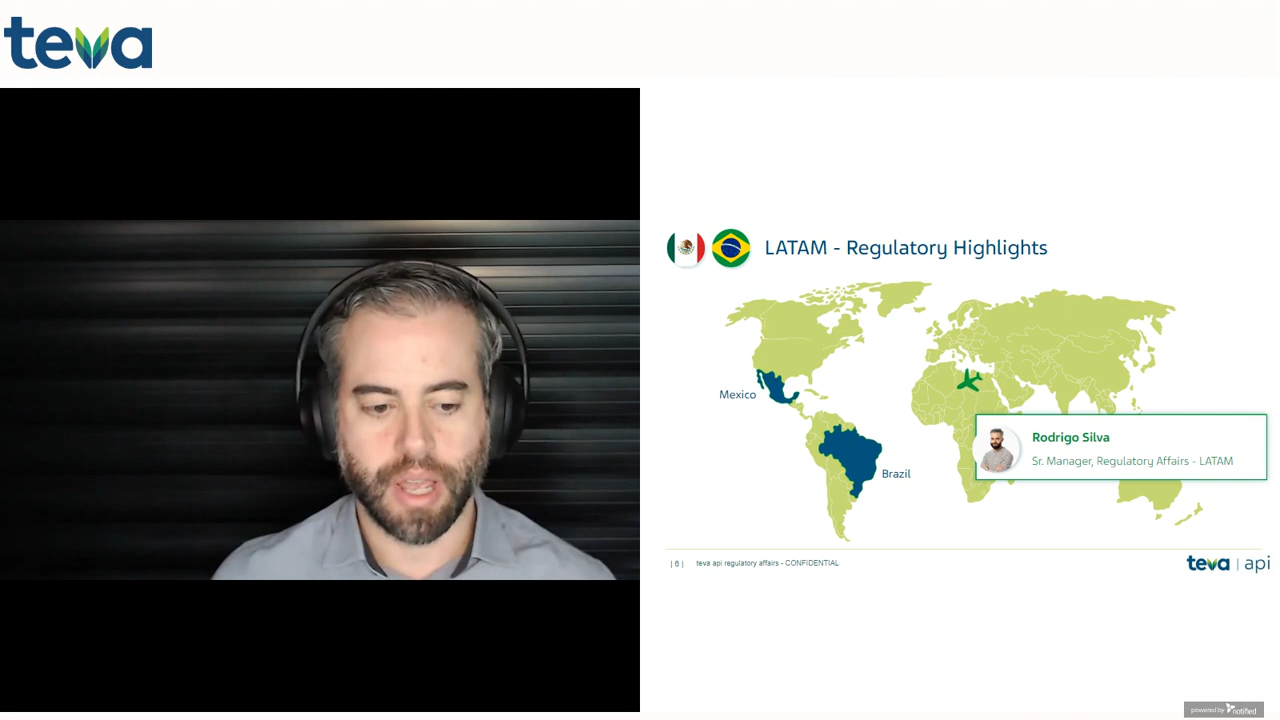 teva
LATAM - Regulatory Highlights
Mexico
Brazil
Rodrigo Silva
Sr. Manager, Regulatory Affairs - LATAM
| 6 | teva api regulatory affairs - CONFIDENTIAL
teva | api
powered by notified